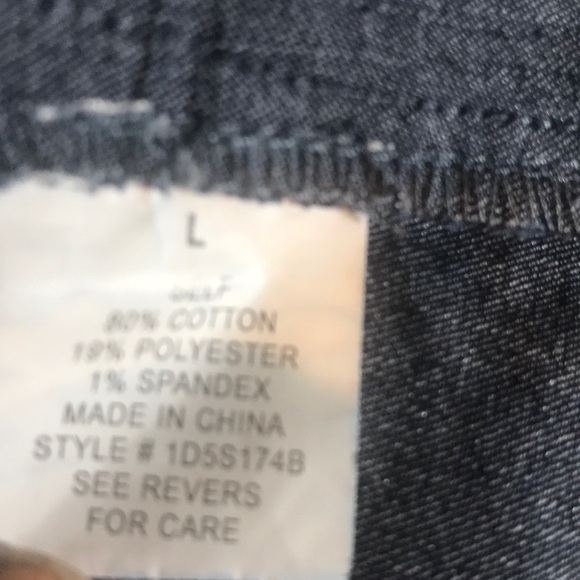 L
80% COTTON
19% POLYESTER
1% SPANDEX
MADE IN CHINA
STYLE # 1D5S174B
SEE REVERS
FOR CARE